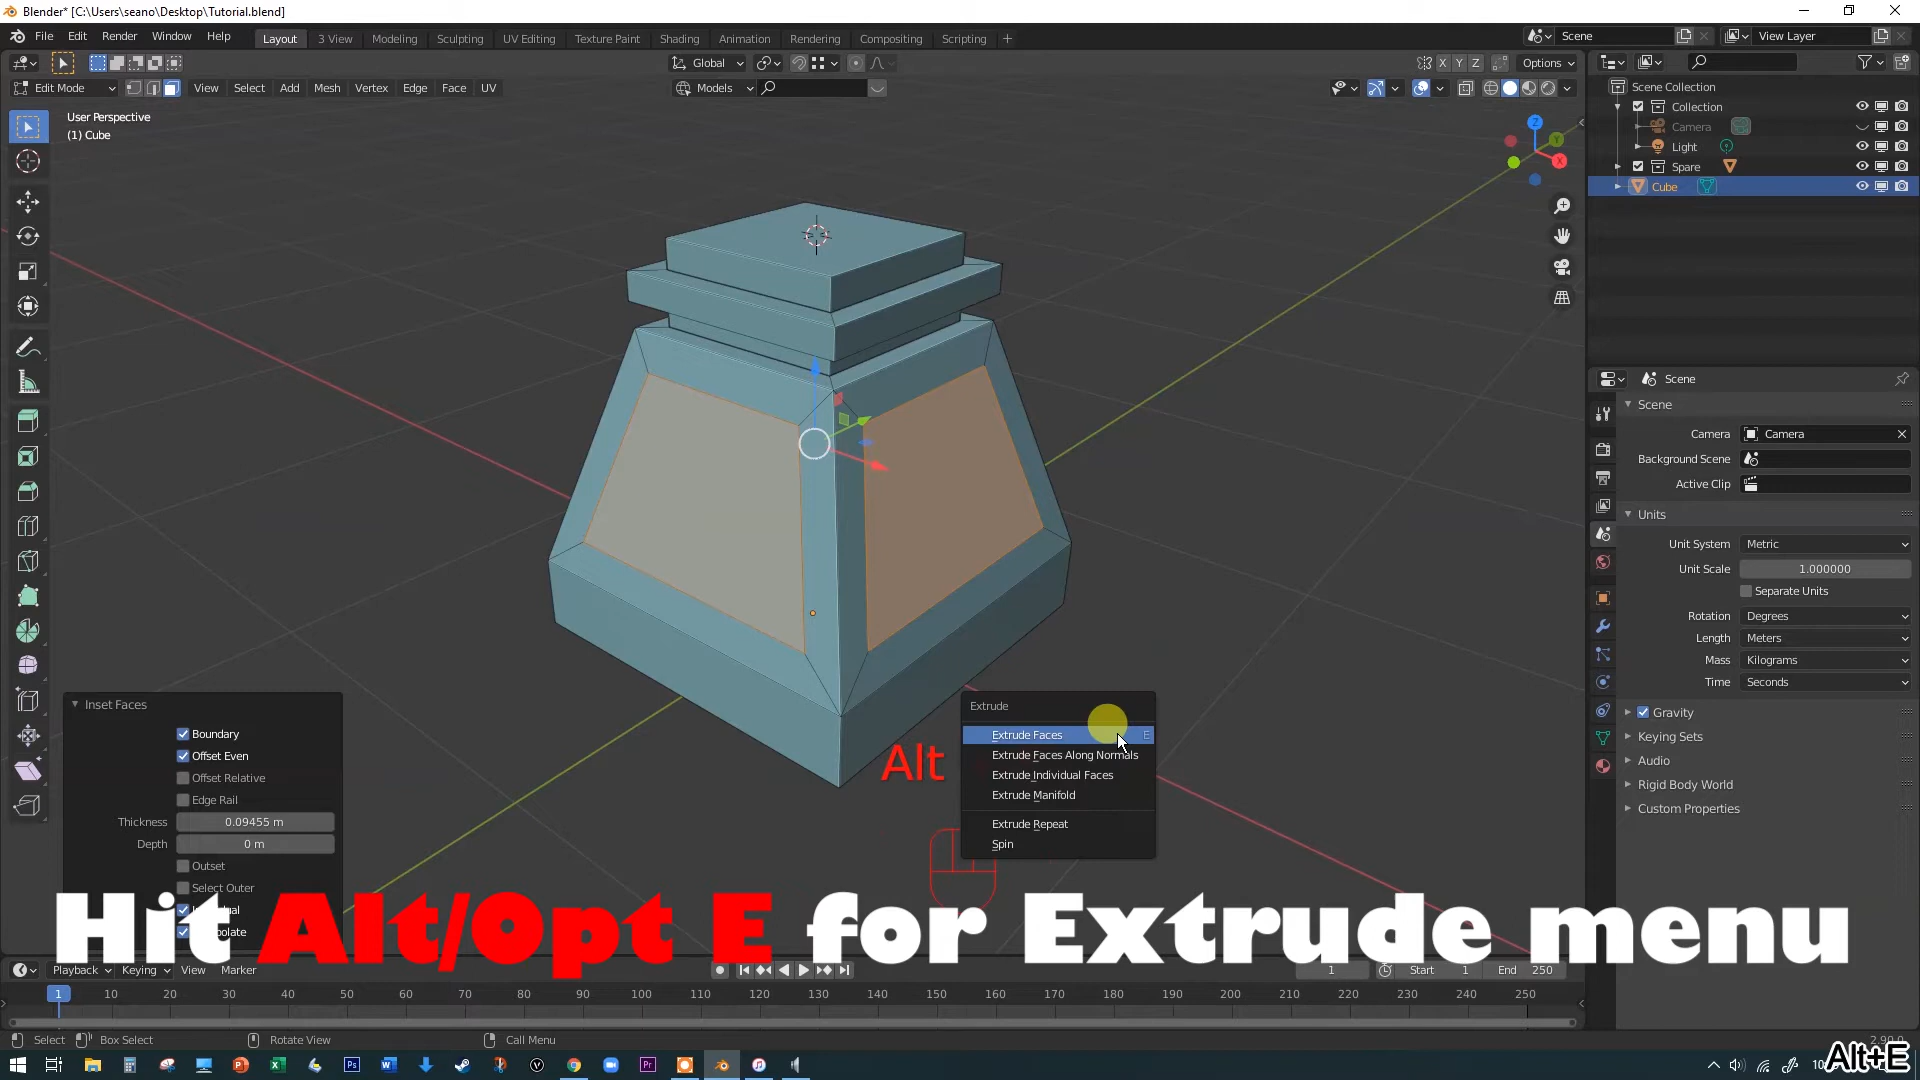 Blender* [C:\Users\seano\Desktop\Tutorial.blend]
File Edit Render Window Help
Layout 3 View Modeling Sculpting UV Editing Texture Paint Shading Animation Rendering Compositing Scripting +
Scene
View Layer
Global
X Y Z
Options
Edit Mode
View Select Add Mesh Vertex Edge Face UV
Models
User Perspective
(1) Cube
Z
Y
X
Scene Collection
Collection
Camera
Light
Spare
Cube
Scene
Scene
Camera Camera
Background Scene
Active Clip
Units
Unit System Metric
Unit Scale 1.000000
Separate Units
Rotation Degrees
Length Meters
Mass Kilograms
Time Seconds
Gravity
Keying Sets
Audio
Rigid Body World
Custom Properties
Inset Faces
Boundary
Offset Even
Offset Relative
Edge Rail
Thickness 0.09455 m
Depth 0 m
Outset
Select Outer
Extrude
Extrude Faces E
Extrude Faces Along Normals
Extrude Individual Faces
Extrude Manifold
Extrude Repeat
Spin
Alt
Hit Alt/Opt E for Extrude menu
Playback Keying View Marker
1
Start 1
End 250
1 10 20 30 40 50 60 70 80 90 100 110 120 130 140 150 160 170 180 190 200 210 220 230 240 250
Select Box Select Rotate View Call Menu
Alt+E